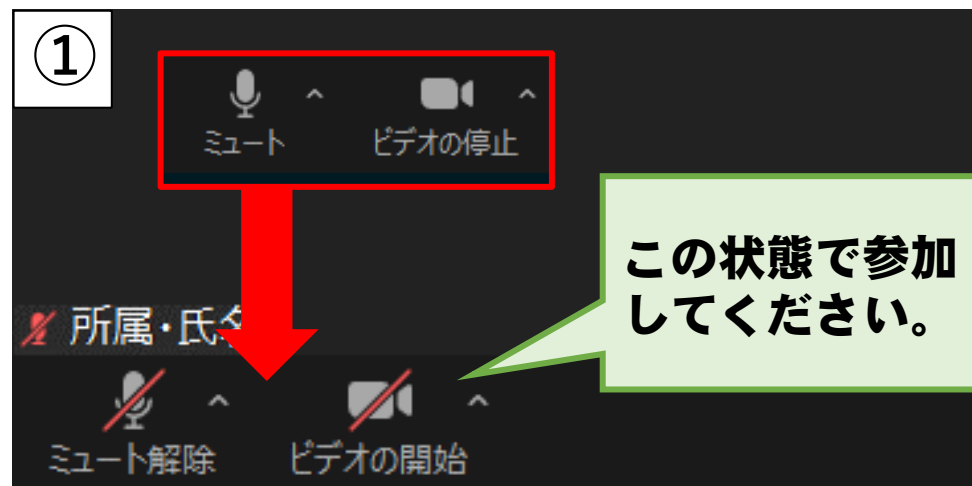 ①
ミュート ビデオの停止
この状態で参加
してください。
所属・氏名
ミュート解除 ビデオの開始